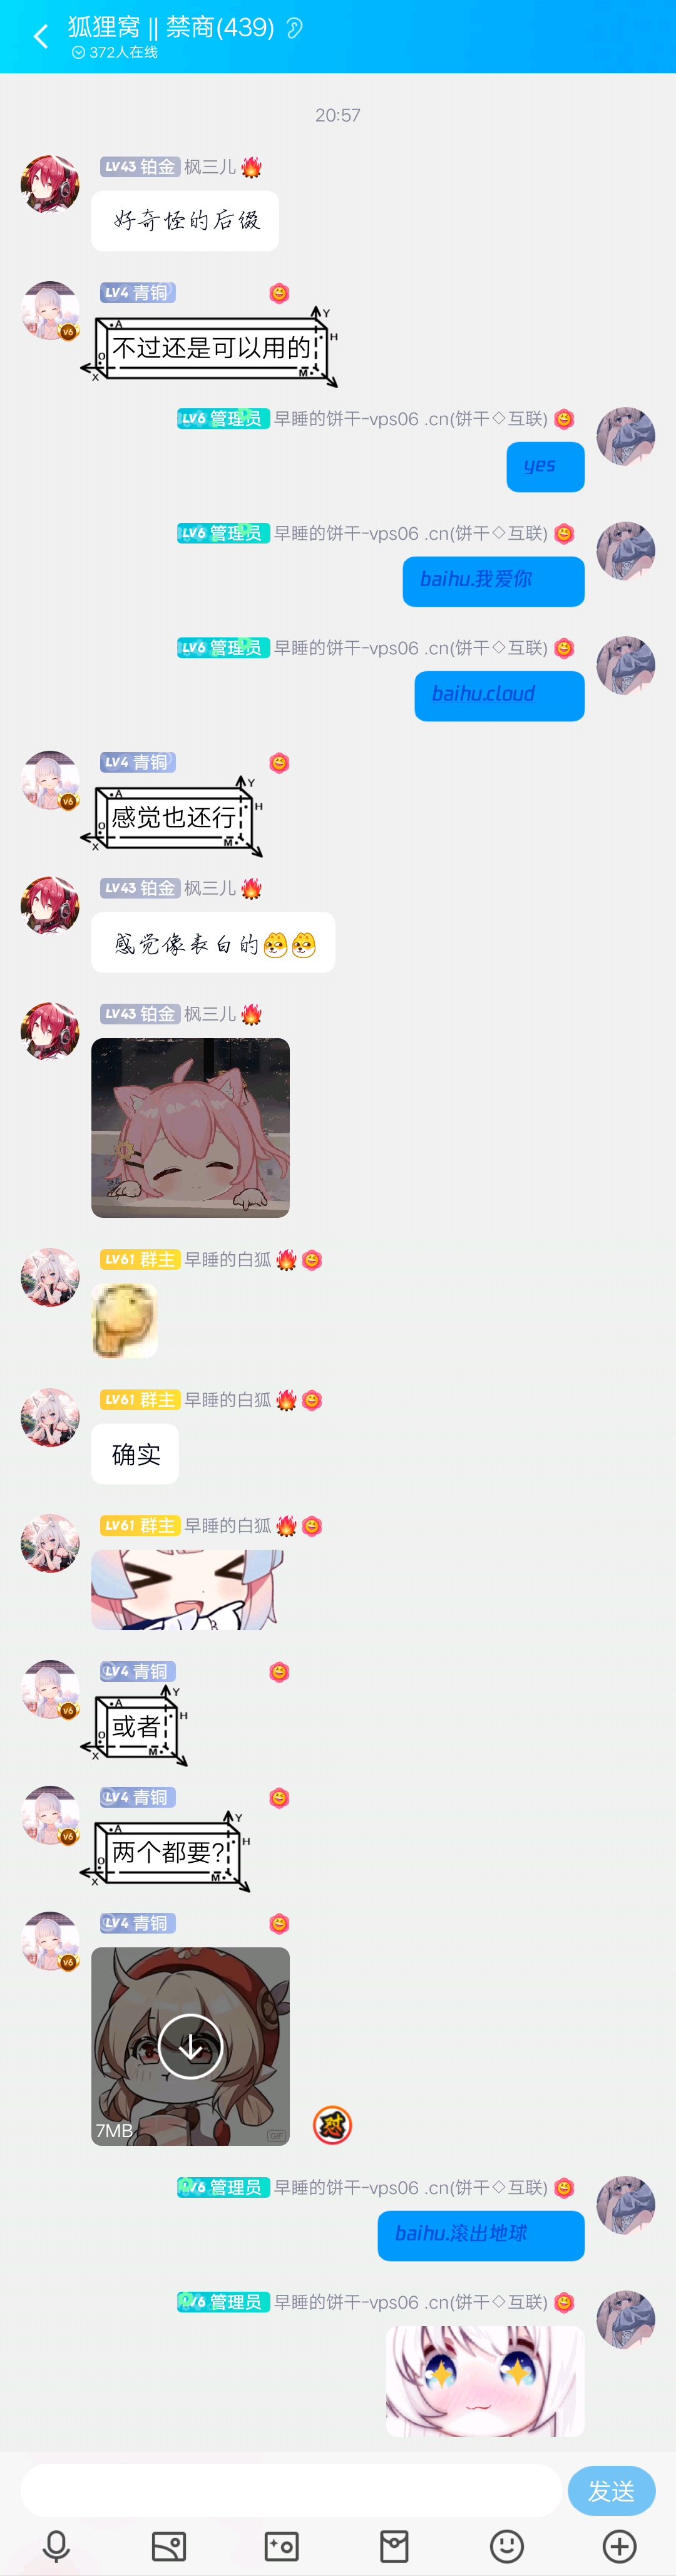 狐狸窝 || 禁商(439)
372人在线
20:57
LV43 铂金 枫三儿
好奇怪的后缀
LV4 青铜
不过还是可以用的
LV6 管理员 早睡的饼干-vps06 .cn(饼干◇互联)
yes
LV6 管理员 早睡的饼干-vps06 .cn(饼干◇互联)
baihu.我爱你
LV6 管理员 早睡的饼干-vps06 .cn(饼干◇互联)
baihu.cloud
LV4 青铜
感觉也还行
LV43 铂金 枫三儿
感觉像表白的
LV43 铂金 枫三儿
LV61 群主 早睡的白狐
LV61 群主 早睡的白狐
确实
LV61 群主 早睡的白狐
LV4 青铜
或者
LV4 青铜
两个都要?
LV4 青铜
7MB
GIF
怼
LV6 管理员 早睡的饼干-vps06 .cn(饼干◇互联)
baihu.滚出地球
LV6 管理员 早睡的饼干-vps06 .cn(饼干◇互联)
发送